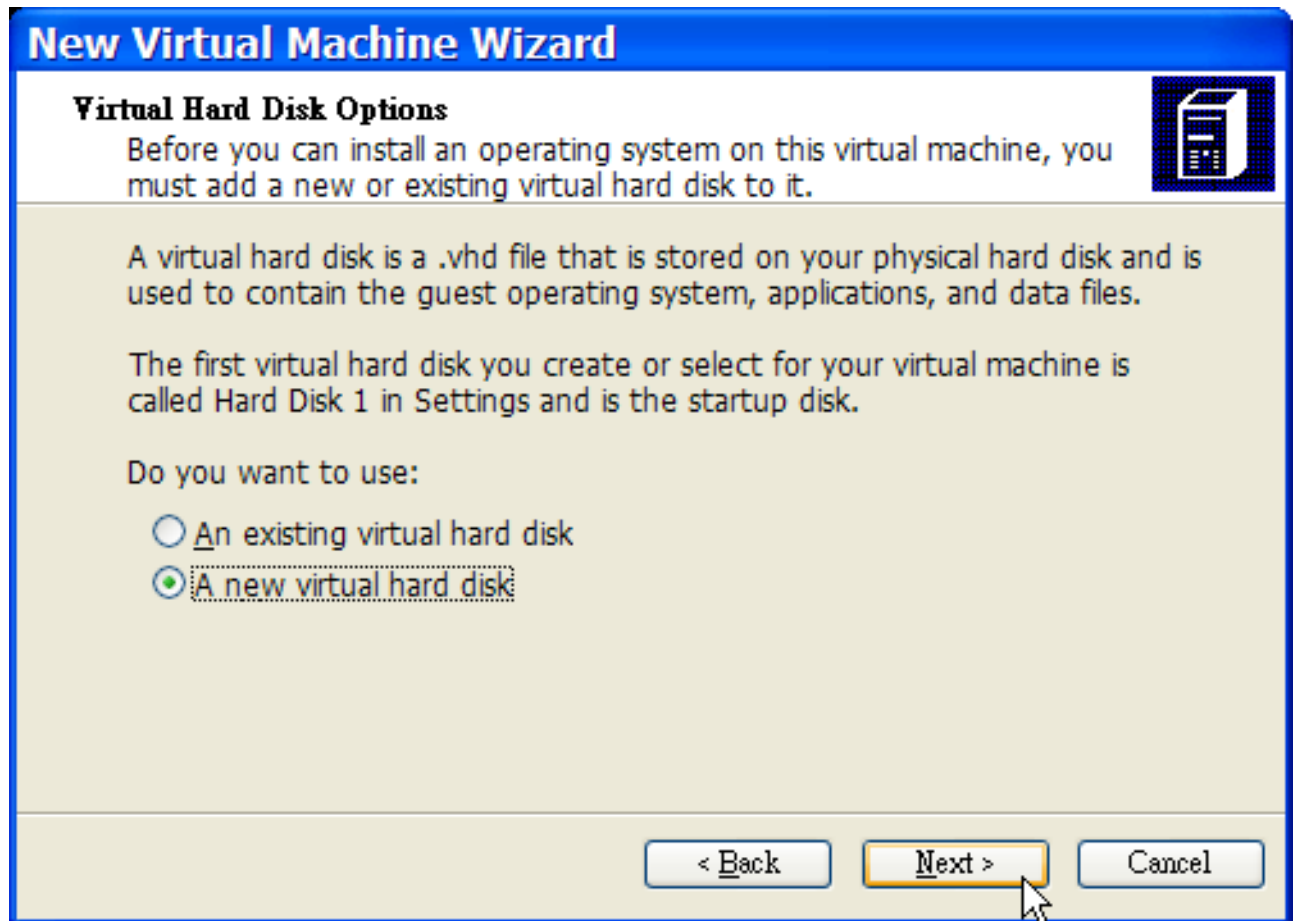 New Virtual Machine Wizard
Virtual Hard Disk Options
Before you can install an operating system on this virtual machine, you
must add a new or existing virtual hard disk to it.
A virtual hard disk is a .vhd file that is stored on your physical hard disk and is
used to contain the guest operating system, applications, and data files.
The first virtual hard disk you create or select for your virtual machine is
called Hard Disk 1 in Settings and is the startup disk.
Do you want to use:
An existing virtual hard disk
A new virtual hard disk
< Back
Next >
Cancel